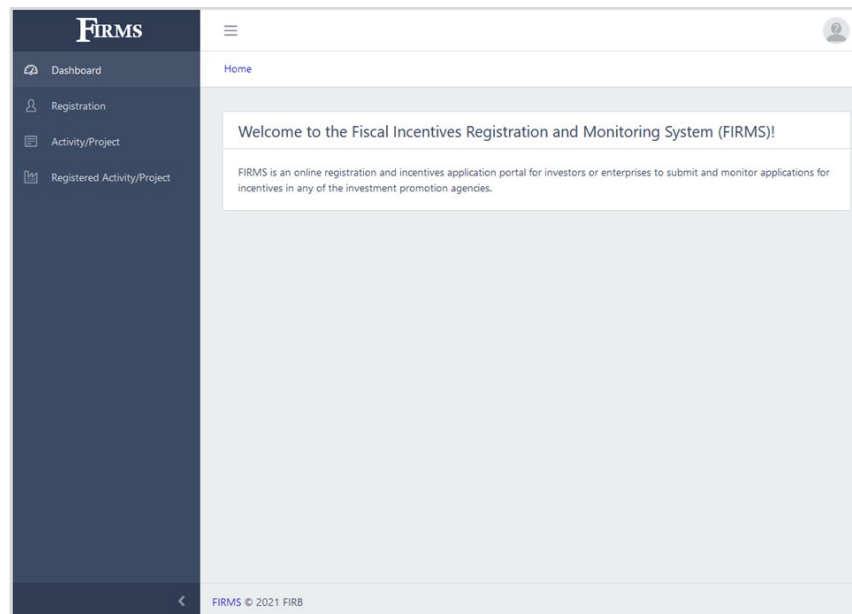 FIRMS
Dashboard
Registration
Activity/Project
Registered Activity/Project
Home
Welcome to the Fiscal Incentives Registration and Monitoring System (FIRMS)!
FIRMS is an online registration and incentives application portal for investors or enterprises to submit and monitor applications for
incentives in any of the investment promotion agencies.
FIRMS © 2021 FIRB